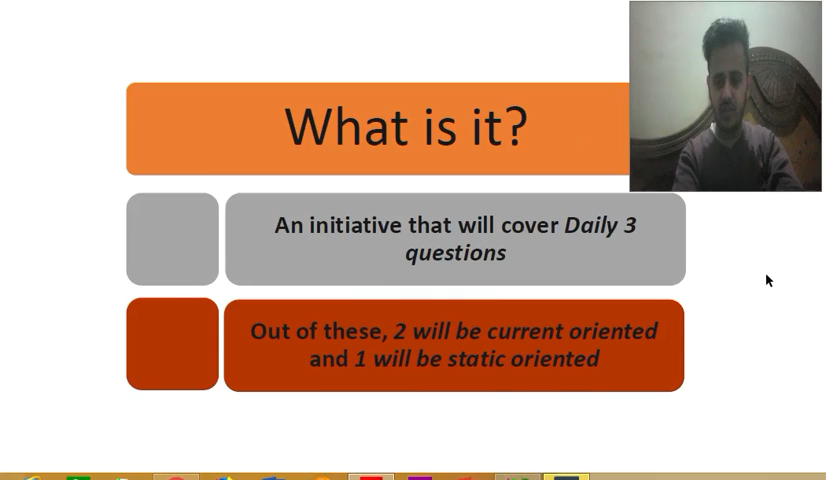 What is it?
An initiative that will cover Daily 3
questions
Out of these, 2 will be current oriented
and 1 will be static oriented